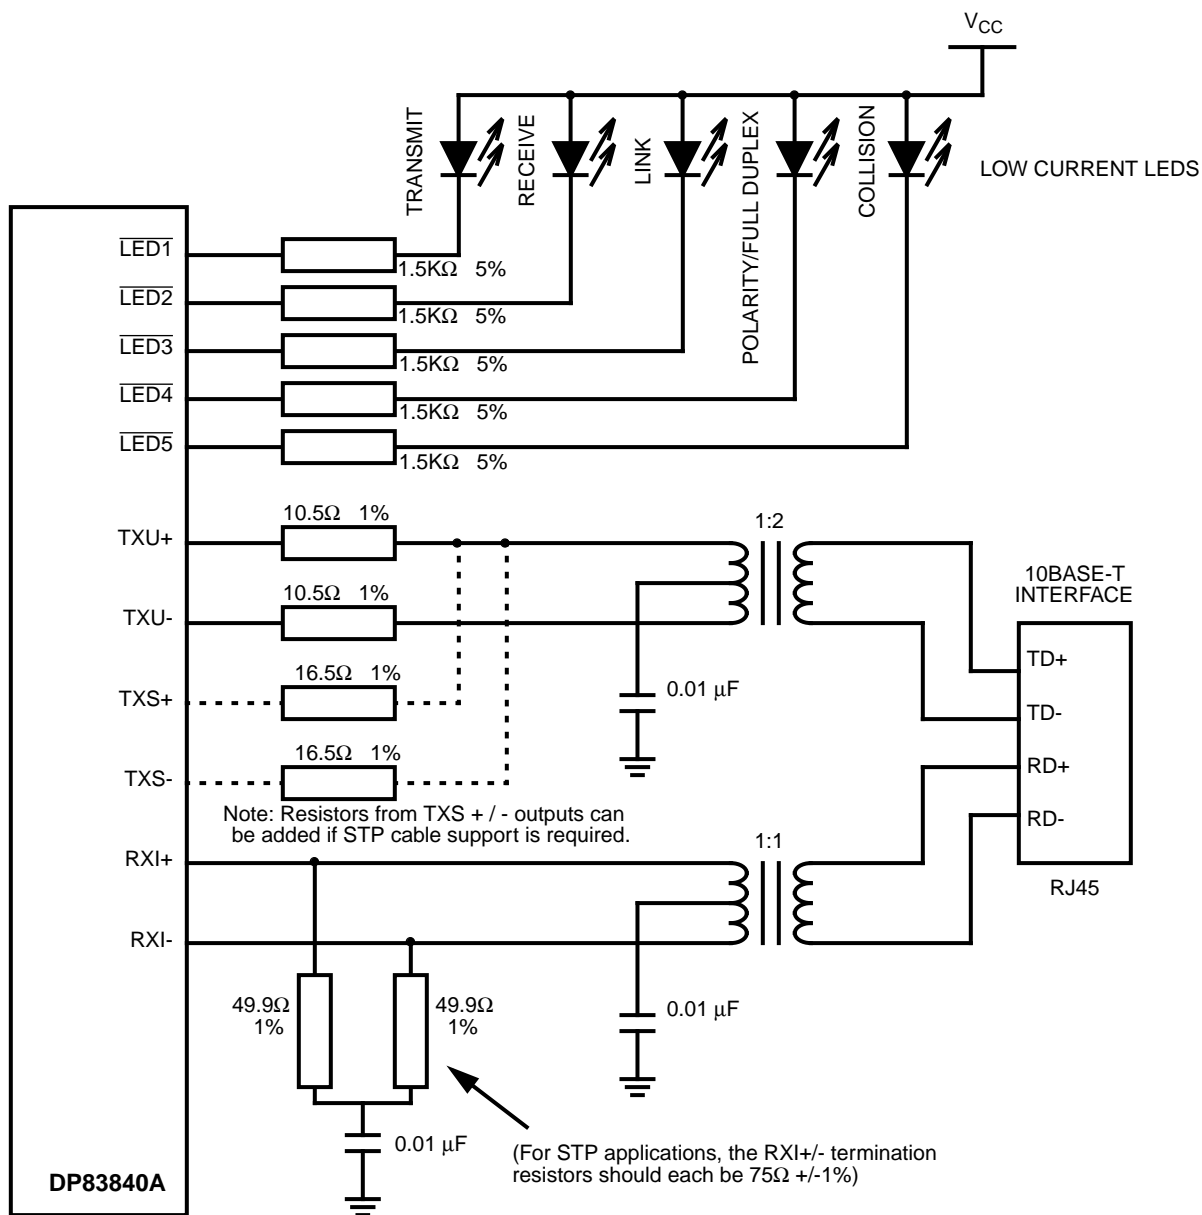 VCC
TRANSMIT
RECEIVE
LINK
POLARITY/FULL DUPLEX
COLLISION
LOW CURRENT LEDS
LED1
1.5KΩ 5%
LED2
1.5KΩ 5%
LED3
1.5KΩ 5%
LED4
1.5KΩ 5%
LED5
1.5KΩ 5%
TXU+
10.5Ω 1%
1:2
TXU-
10.5Ω 1%
10BASE-T
INTERFACE
TXS+
16.5Ω 1%
0.01 μF
TD+
TD-
TXS-
16.5Ω 1%
RD+
RD-
Note: Resistors from TXS + / - outputs can
be added if STP cable support is required.
RXI+
1:1
RJ45
RXI-
49.9Ω
1%
49.9Ω
1%
0.01 μF
0.01 μF
(For STP applications, the RXI+/- termination
resistors should each be 75Ω +/-1%)
DP83840A